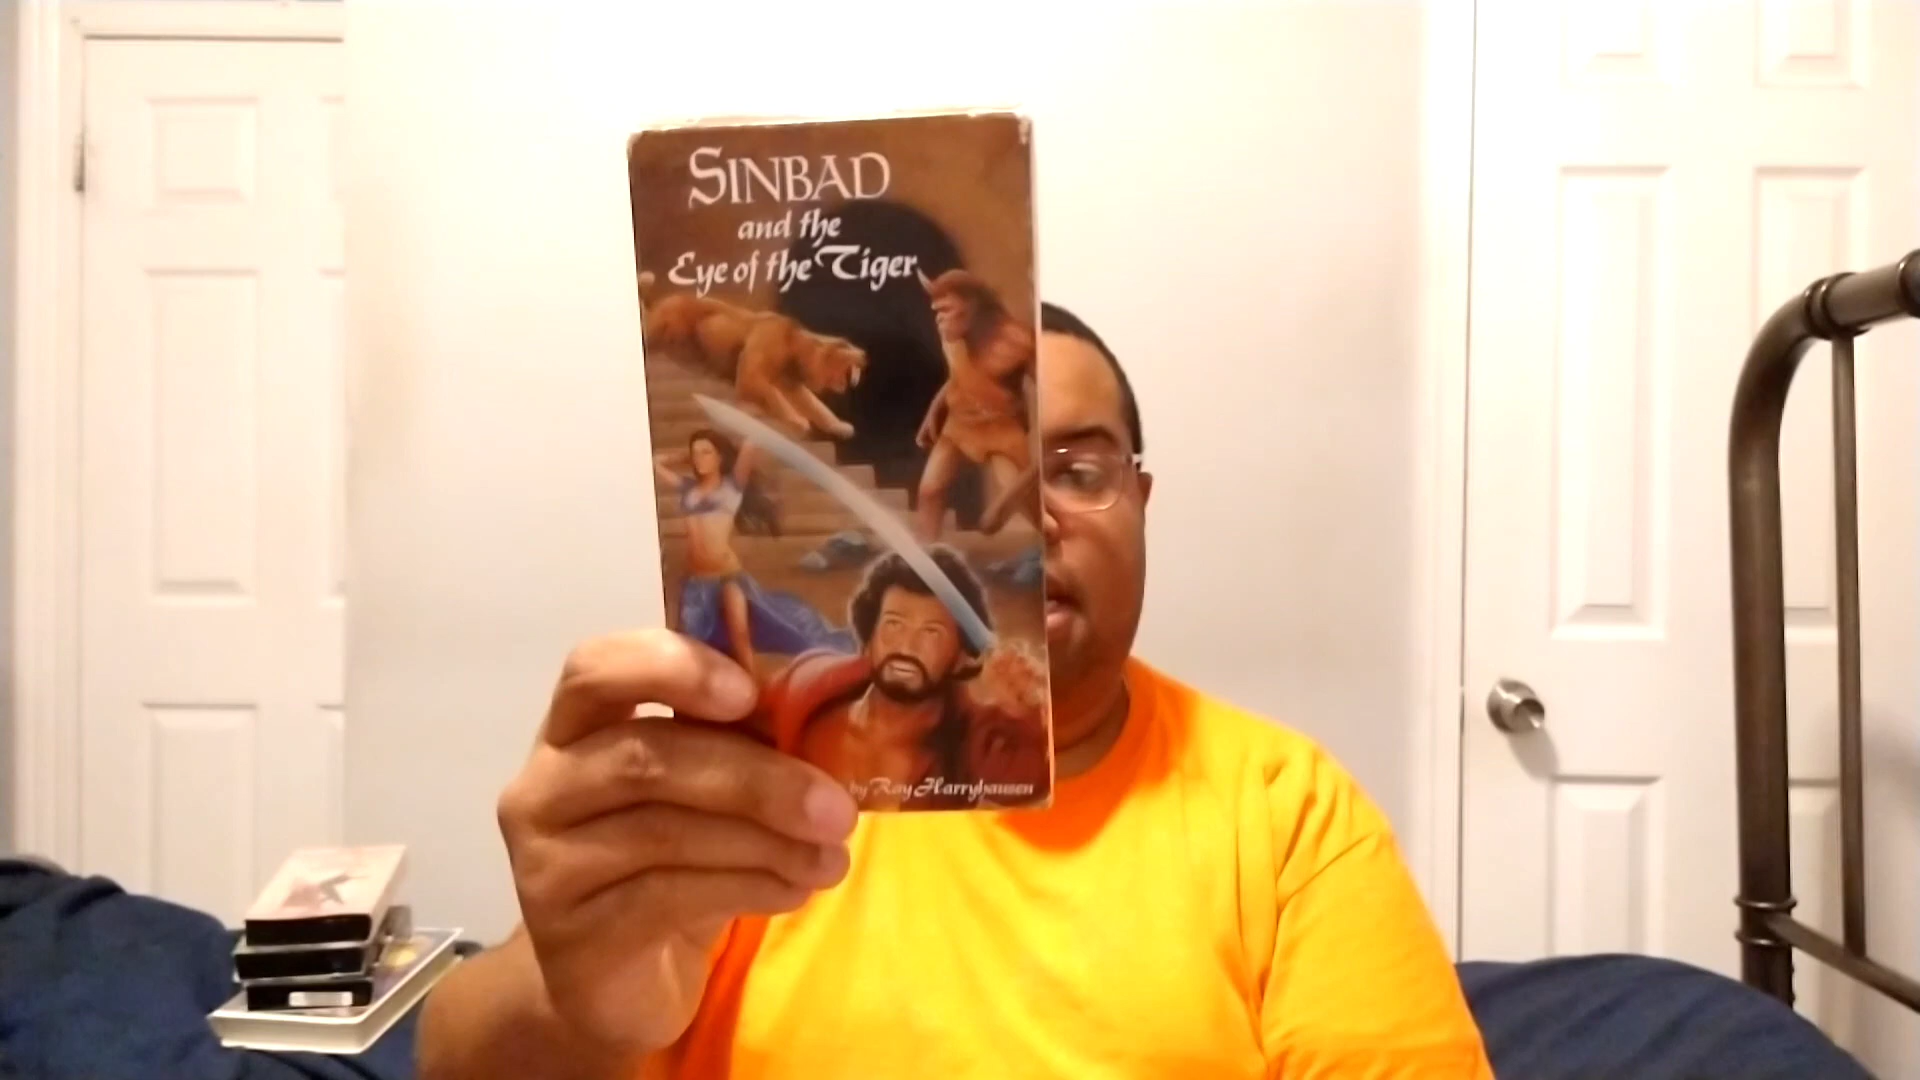 SINBAD
and the
Eye of the Tiger
by Ray Harryhausen